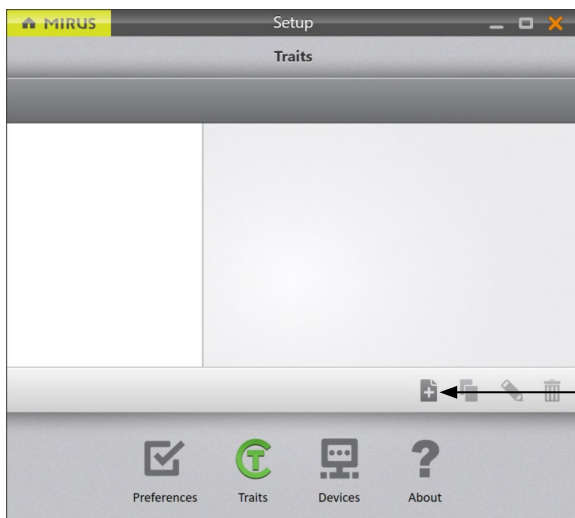 MIRUS
Setup
Traits
Preferences
Traits
Devices
About